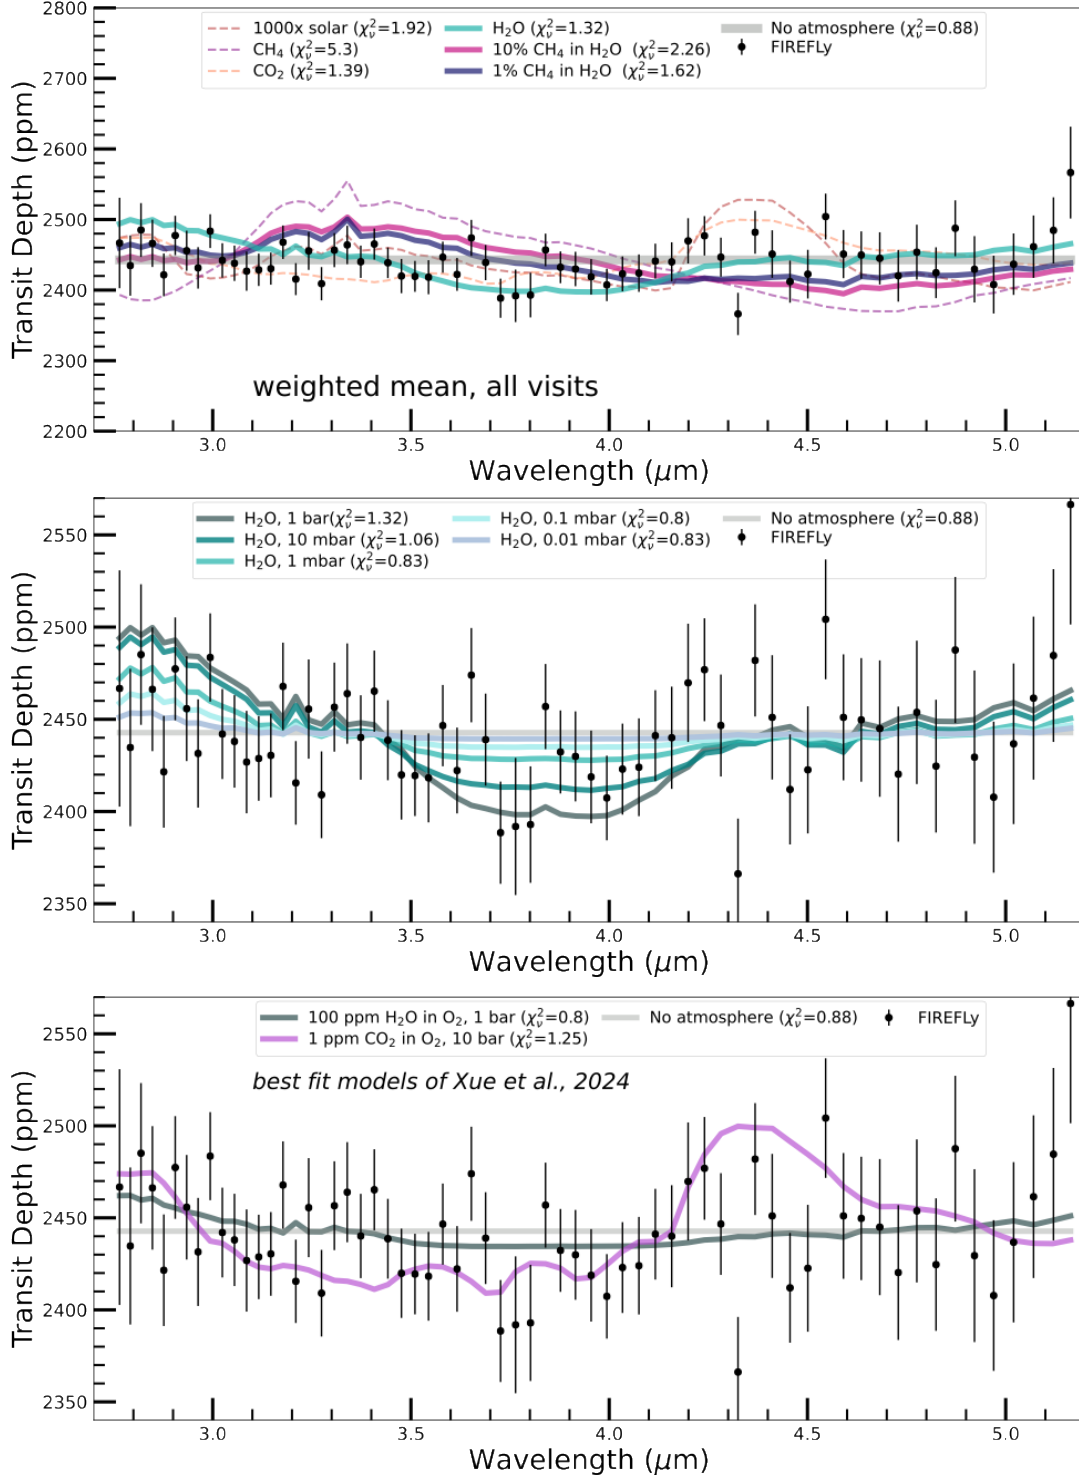 1000x solar (χ²ᵥ=1.92)
CH₄ (χ²ᵥ=5.3)
CO₂ (χ²ᵥ=1.39)
H₂O (χ²ᵥ=1.32)
10% CH₄ in H₂O (χ²ᵥ=2.26)
1% CH₄ in H₂O (χ²ᵥ=1.62)
No atmosphere (χ²ᵥ=0.88)
FIREFLy
Transit Depth (ppm)
2800
2700
2600
2500
2400
2300
2200
weighted mean, all visits
3.0 3.5 4.0 4.5 5.0
Wavelength (μm)
H₂O, 1 bar(χ²ᵥ=1.32)
H₂O, 10 mbar (χ²ᵥ=1.06)
H₂O, 1 mbar (χ²ᵥ=0.83)
H₂O, 0.1 mbar (χ²ᵥ=0.8)
H₂O, 0.01 mbar (χ²ᵥ=0.83)
No atmosphere (χ²ᵥ=0.88)
FIREFLy
Transit Depth (ppm)
2550
2500
2450
2400
2350
3.0 3.5 4.0 4.5 5.0
Wavelength (μm)
100 ppm H₂O in O₂, 1 bar (χ²ᵥ=0.8)
1 ppm CO₂ in O₂, 10 bar (χ²ᵥ=1.25)
No atmosphere (χ²ᵥ=0.88)
FIREFLy
best fit models of Xue et al., 2024
Transit Depth (ppm)
2550
2500
2450
2400
2350
3.0 3.5 4.0 4.5 5.0
Wavelength (μm)